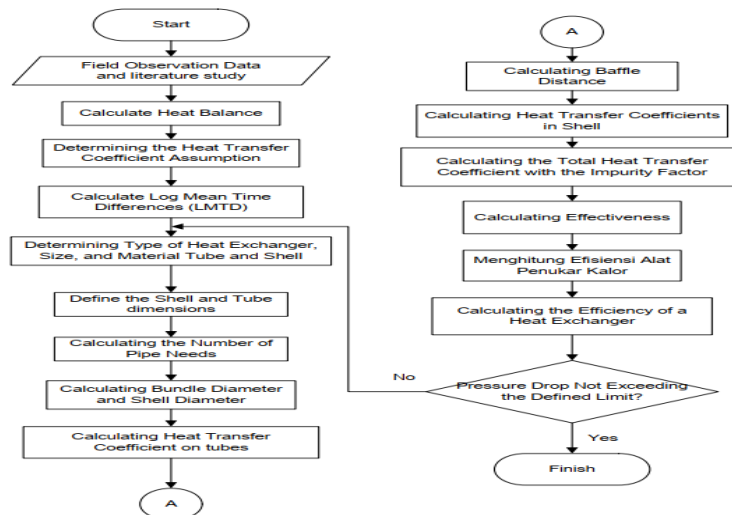 Start
Field Observation Data
and literature study
Calculate Heat Balance
Determining the Heat Transfer
Coefficient Assumption
Calculate Log Mean Time
Differences (LMTD)
Determining Type of Heat Exchanger,
Size, and Material Tube and Shell
Define the Shell and Tube
dimensions
Calculating the Number of
Pipe Needs
Calculating Bundle Diameter
and Shell Diameter
Calculating Heat Transfer
Coefficient on tubes
A
A
Calculating Baffle
Distance
Calculating Heat Transfer Coefficients
in Shell
Calculating the Total Heat Transfer
Coefficient with the Impurity Factor
Calculating Effectiveness
Menghitung Efisiensi Alat
Penukar Kalor
Calculating the Efficiency of a
Heat Exchanger
Pressure Drop Not Exceeding
the Defined Limit?
No
Yes
Finish